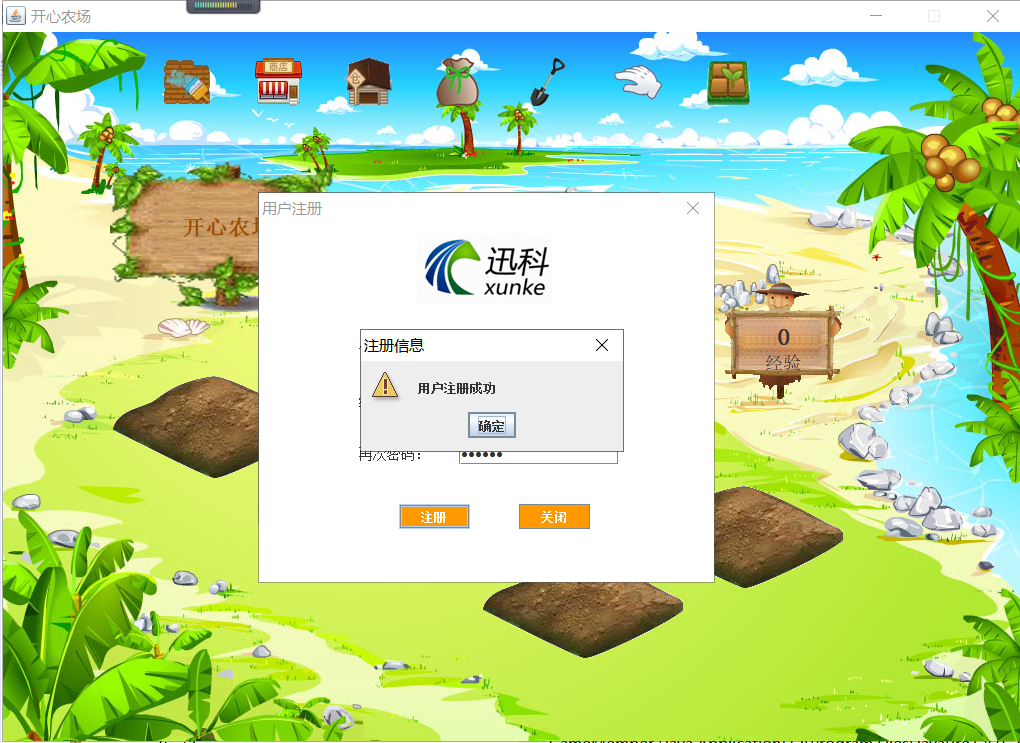 开心农场
商店
仓
开心农场
用户注册
迅科
xunke
0
经验
注册信息
用户注册成功
确定
再次密码：
••••••
注册
关闭